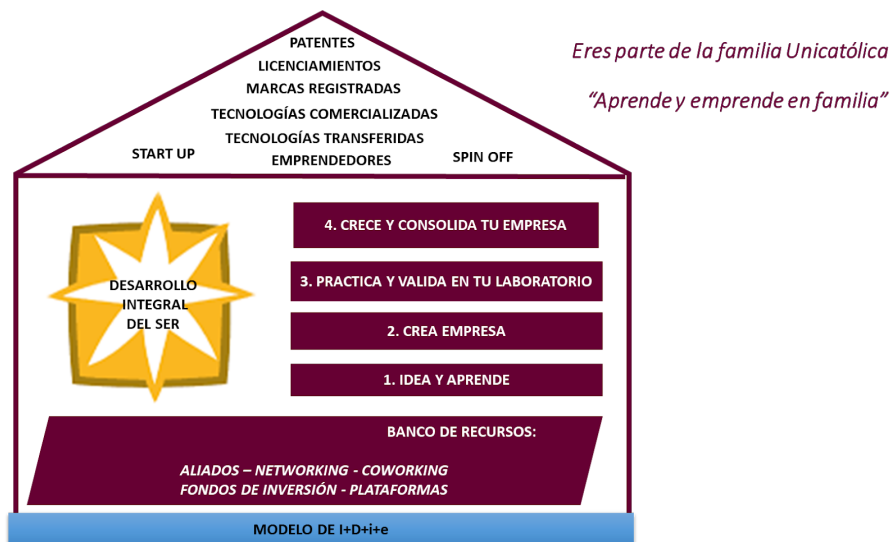 PATENTES
LICENCIAMIENTOS
MARCAS REGISTRADAS
TECNOLOGÍAS COMERCIALIZADAS
TECNOLOGÍAS TRANSFERIDAS
START UP
EMPRENDEDORES
SPIN OFF
Eres parte de la familia Unicatólica
“Aprende y emprende en familia”
DESARROLLO
INTEGRAL
DEL SER
4. CRECE Y CONSOLIDA TU EMPRESA
3. PRACTICA Y VALIDA EN TU LABORATORIO
2. CREA EMPRESA
1. IDEA Y APRENDE
BANCO DE RECURSOS:
ALIADOS – NETWORKING - COWORKING
FONDOS DE INVERSIÓN - PLATAFORMAS
MODELO DE I+D+i+e